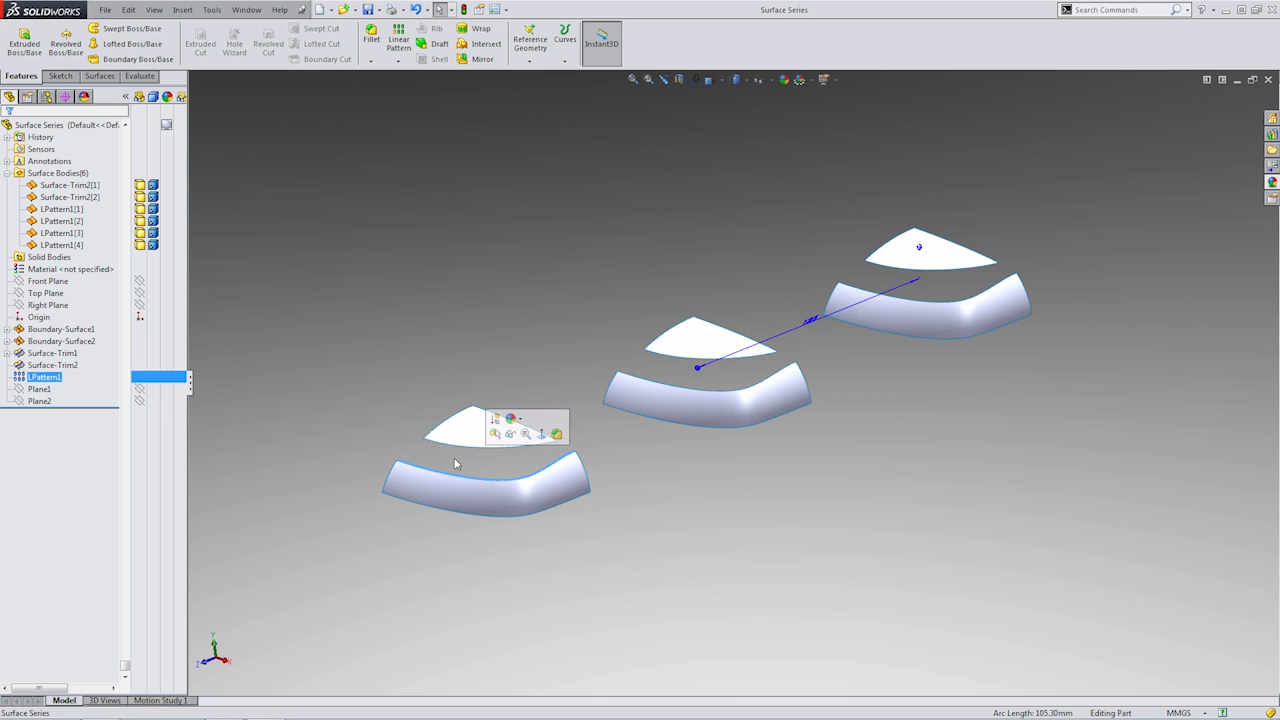 SOLIDWORKS File Edit View Insert Tools Window Help Surface Series Search Commands
Extruded Boss/Base
Revolved Boss/Base
Swept Boss/Base
Lofted Boss/Base
Boundary Boss/Base
Extruded Cut
Hole Wizard
Revolved Cut
Swept Cut
Lofted Cut
Boundary Cut
Fillet
Linear Pattern
Rib
Draft
Shell
Wrap
Intersect
Mirror
Reference Geometry
Curves
Instant3D
Features Sketch Surfaces Evaluate
Surface Series (Default<<Def
History
Sensors
Annotations
Surface Bodies(6)
Surface-Trim2[1]
Surface-Trim2[2]
LPattern1[1]
LPattern1[2]
LPattern1[3]
LPattern1[4]
Solid Bodies
Material <not specified>
Front Plane
Top Plane
Right Plane
Origin
Boundary-Surface1
Boundary-Surface2
Surface-Trim1
Surface-Trim2
LPattern1
Plane1
Plane2
Y
Z
X
Model 3D Views Motion Study 1
Surface Series Arc Length: 105.30mm Editing Part MMGS